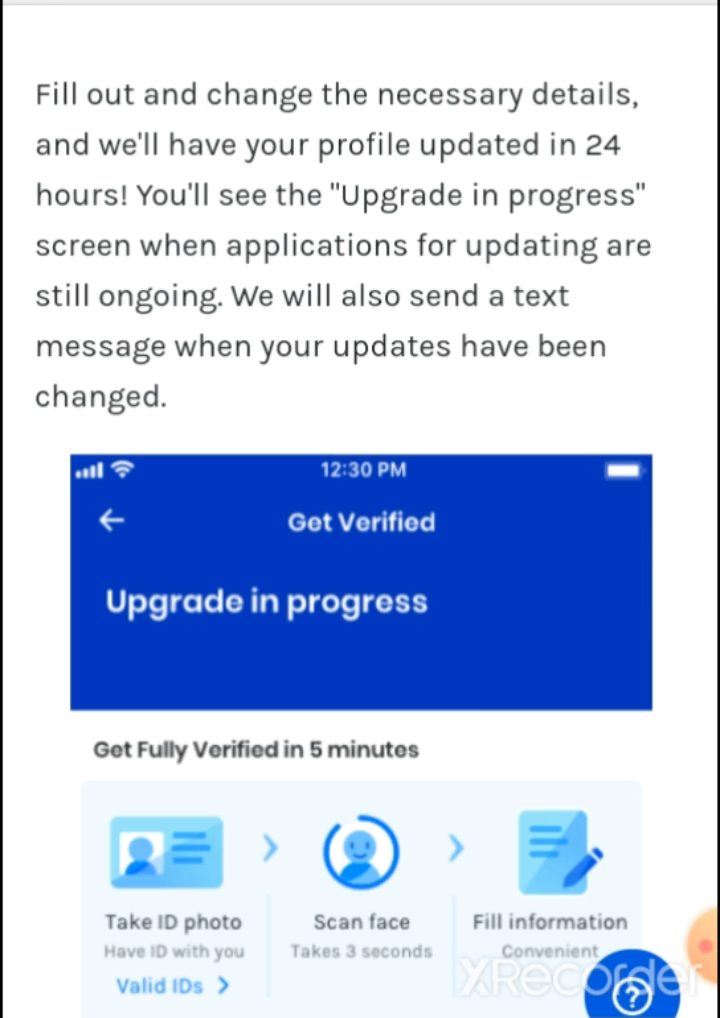 Fill out and change the necessary details,
and we'll have your profile updated in 24
hours! You'll see the "Upgrade in progress"
screen when applications for updating are
still ongoing. We will also send a text
message when your updates have been
changed.
12:30 PM
Get Verified
Upgrade in progress
Get Fully Verified in 5 minutes
Take ID photo Scan face Fill information
Have ID with you Takes 3 seconds Convenient
Valid IDs
XRecorder